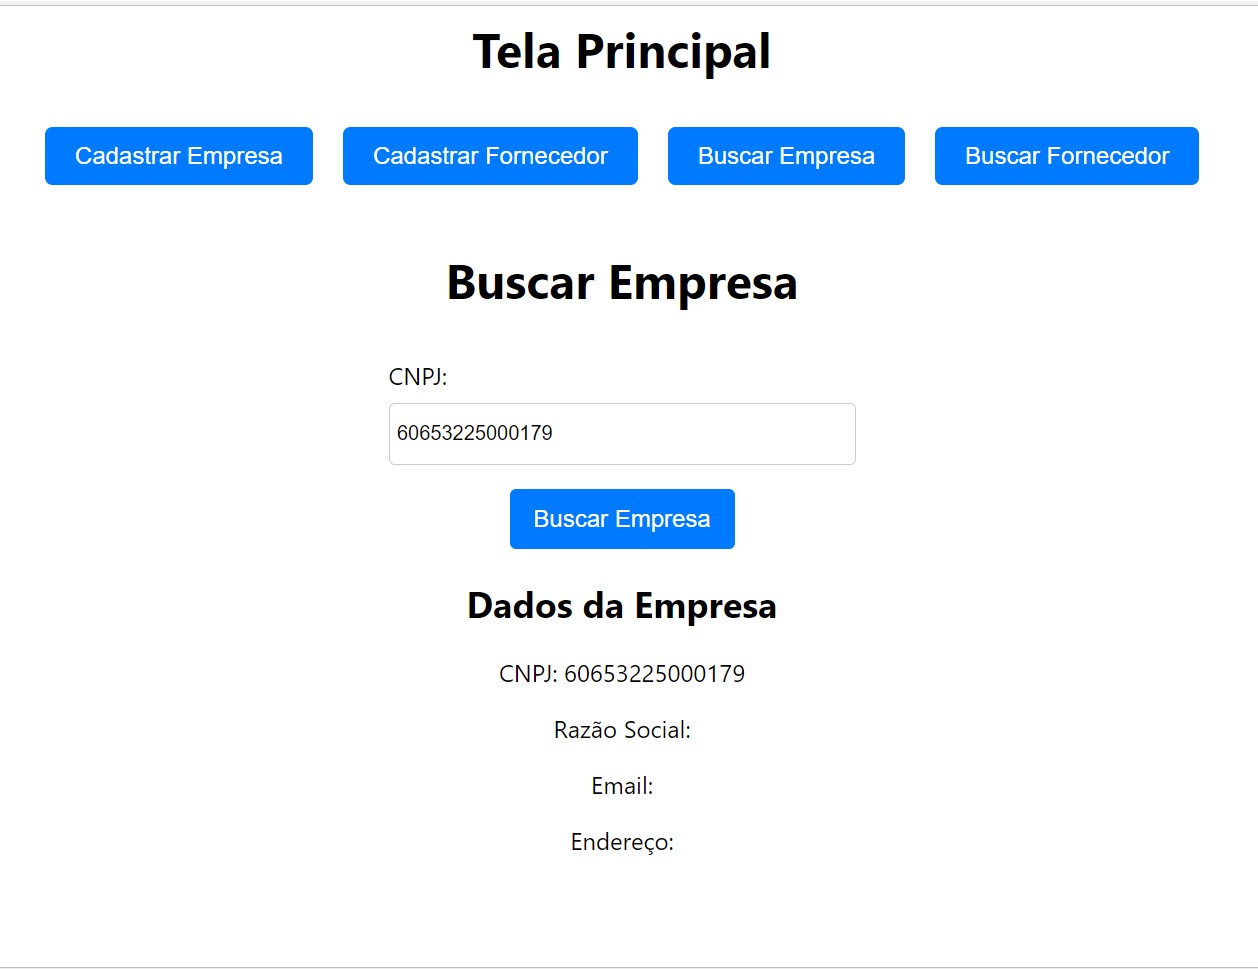 Tela Principal
Cadastrar Empresa Cadastrar Fornecedor Buscar Empresa Buscar Fornecedor
Buscar Empresa
CNPJ:
60653225000179
Buscar Empresa
Dados da Empresa
CNPJ: 60653225000179
Razão Social:
Email:
Endereço: